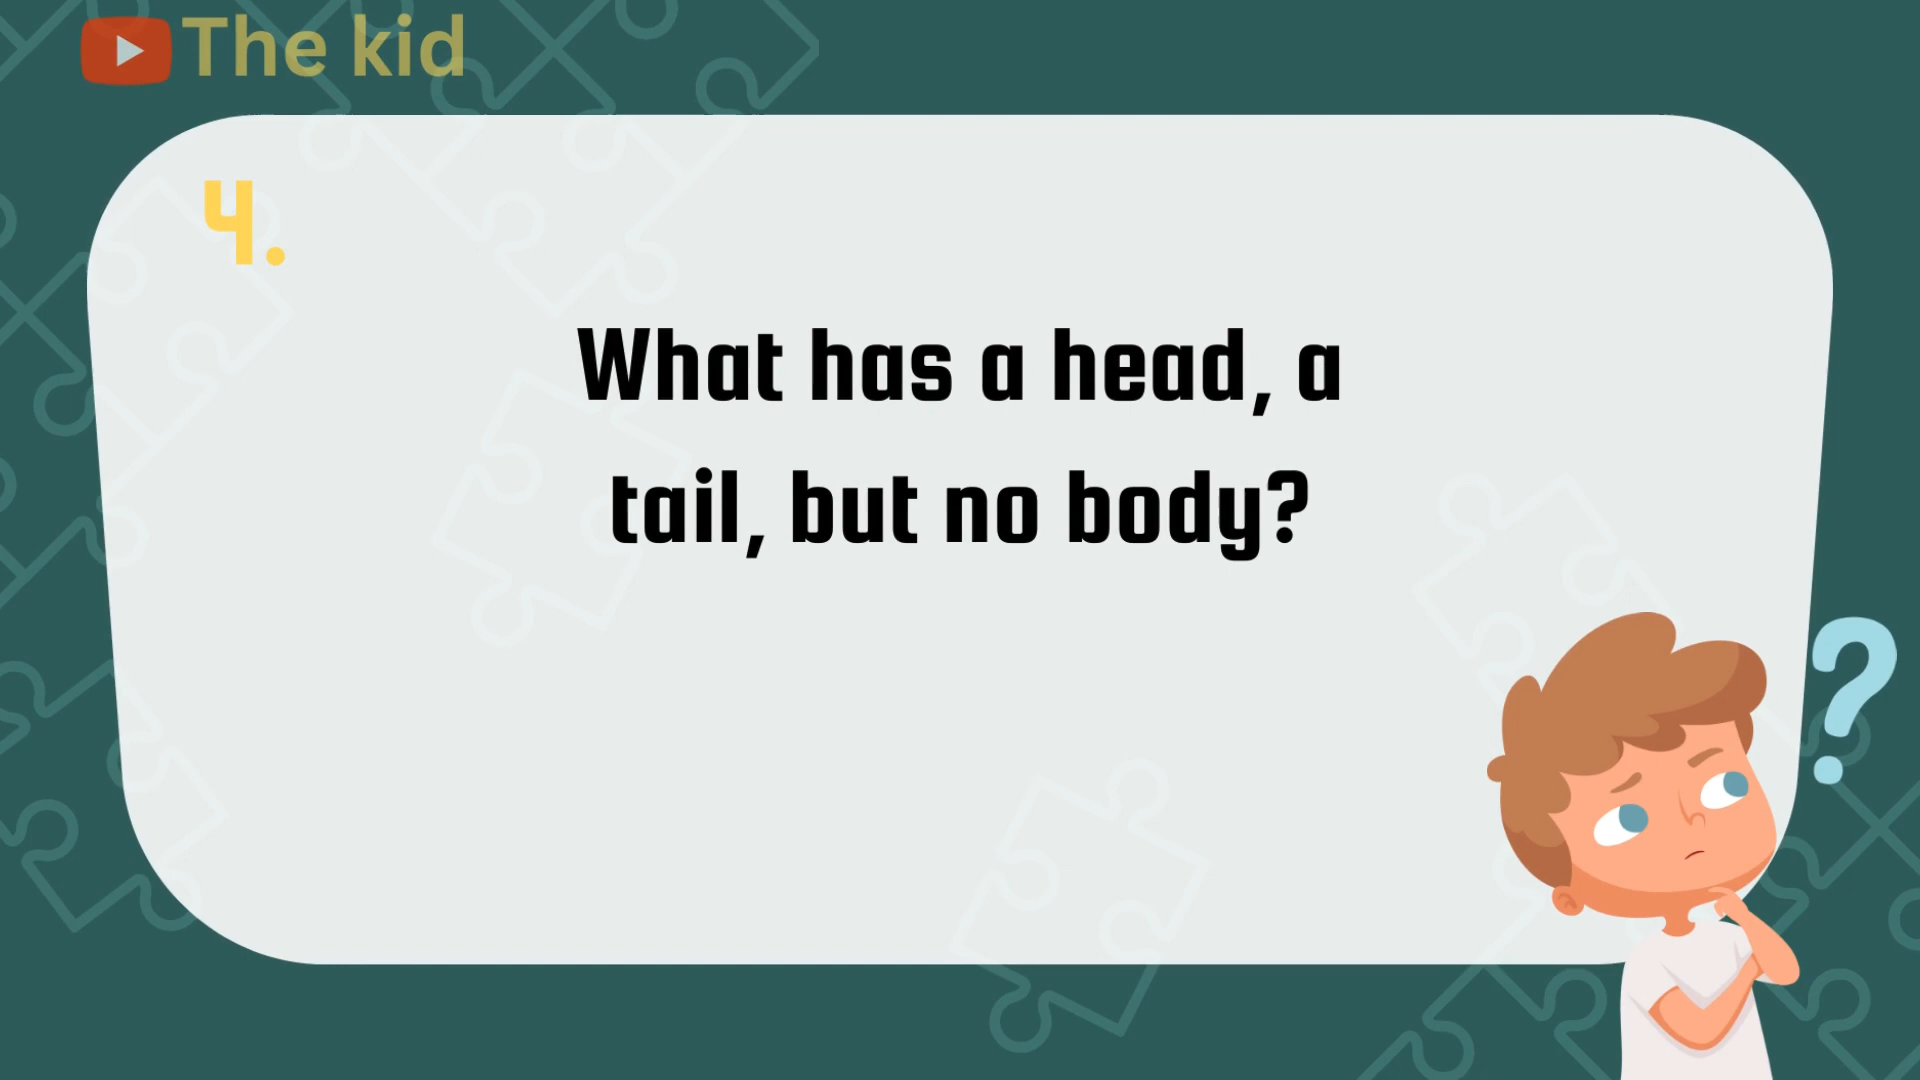 The kid
4.
What has a head, a
tail, but no body?
?